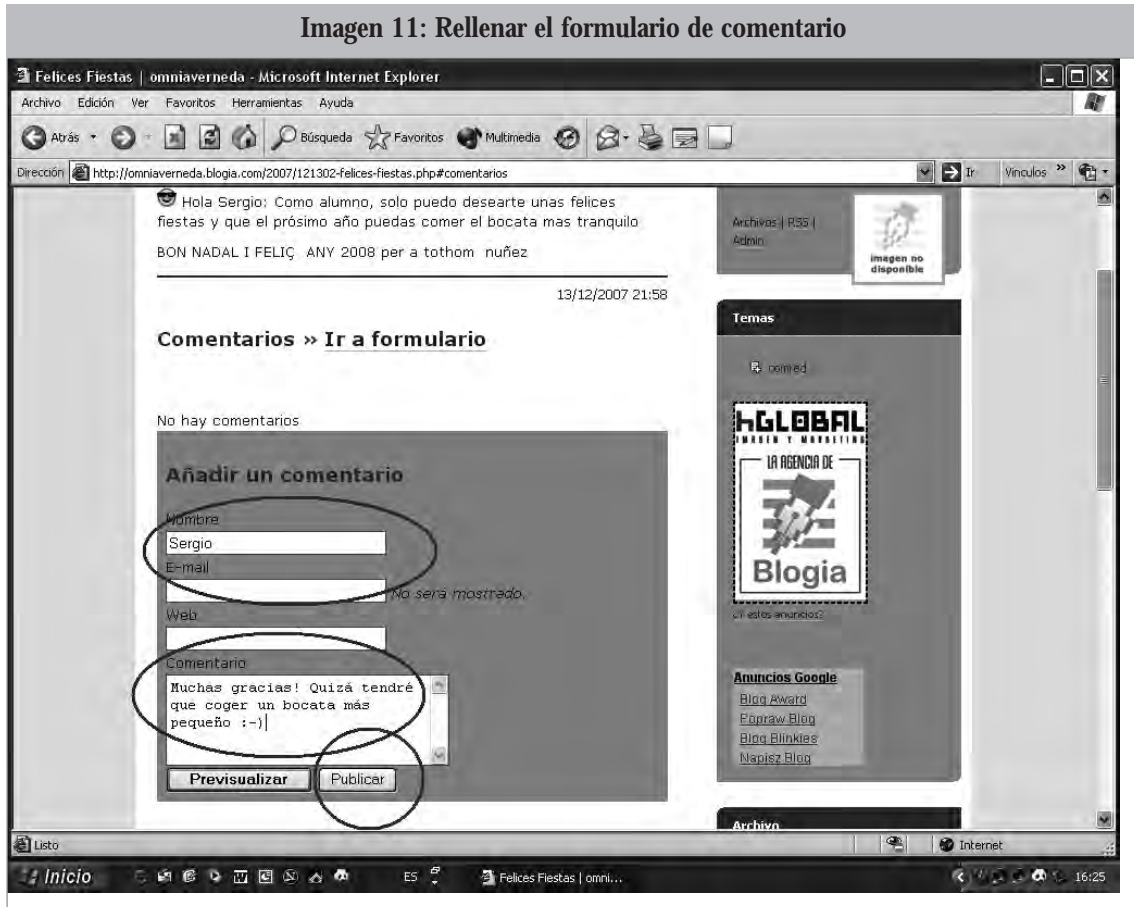 Imagen 11: Rellenar el formulario de comentario
Felices Fiestas | omniaverneda - Microsoft Internet Explorer
Archivo Edición Ver Favoritos Herramientas Ayuda
Atrás Búsqueda Favoritos Multimedia
Dirección http://omniaverneda.blogia.com/2007/121302-felices-fiestas.php#comentarios Ir Vínculos »
Hola Sergio: Como alumno, solo puedo desearte unas felices
fiestas y que el prósimo año puedas comer el bocata mas tranquilo
BON NADAL I FELIÇ ANY 2008 per a tothom nuñez
13/12/2007 21:58
Comentarios » Ir a formulario
No hay comentarios
Añadir un comentario
Nombre
Sergio
E-mail
No será mostrado.
Web
Comentario
Muchas gracias! Quizá tendré
que coger un bocata más
pequeño :-)
Previsualizar Publicar
Archivos | RSS |
Admin
imagen no
disponible
Temas
hGLOBAL
IMAGEN Y MARKETING
LA AGENCIA DE
Blogia
¿Y estos anuncios?
Anuncios Google
Blog Award
Popraw Blog
Blog Blinkies
Napisz Blog
Archivo
Listo Internet
Inicio ES Felices Fiestas | omni... 16:25